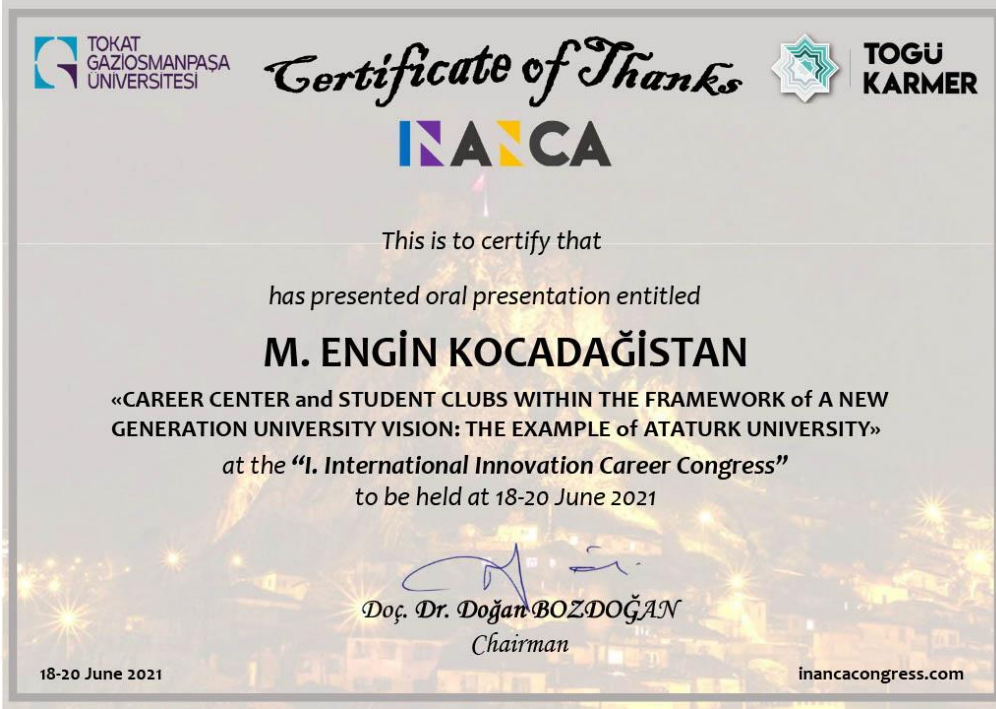 TOKAT
GAZİOSMANPAŞA
ÜNİVERSİTESİ
Certificate of Thanks
TOGÜ
KARMER
INANCA
This is to certify that
has presented oral presentation entitled
M. ENGİN KOCADAĞİSTAN
«CAREER CENTER and STUDENT CLUBS WITHIN THE FRAMEWORK of A NEW
GENERATION UNIVERSITY VISION: THE EXAMPLE of ATATURK UNIVERSITY»
at the “I. International Innovation Career Congress”
to be held at 18-20 June 2021
Doç. Dr. Doğan BOZDOĞAN
Chairman
18-20 June 2021
inancacongress.com